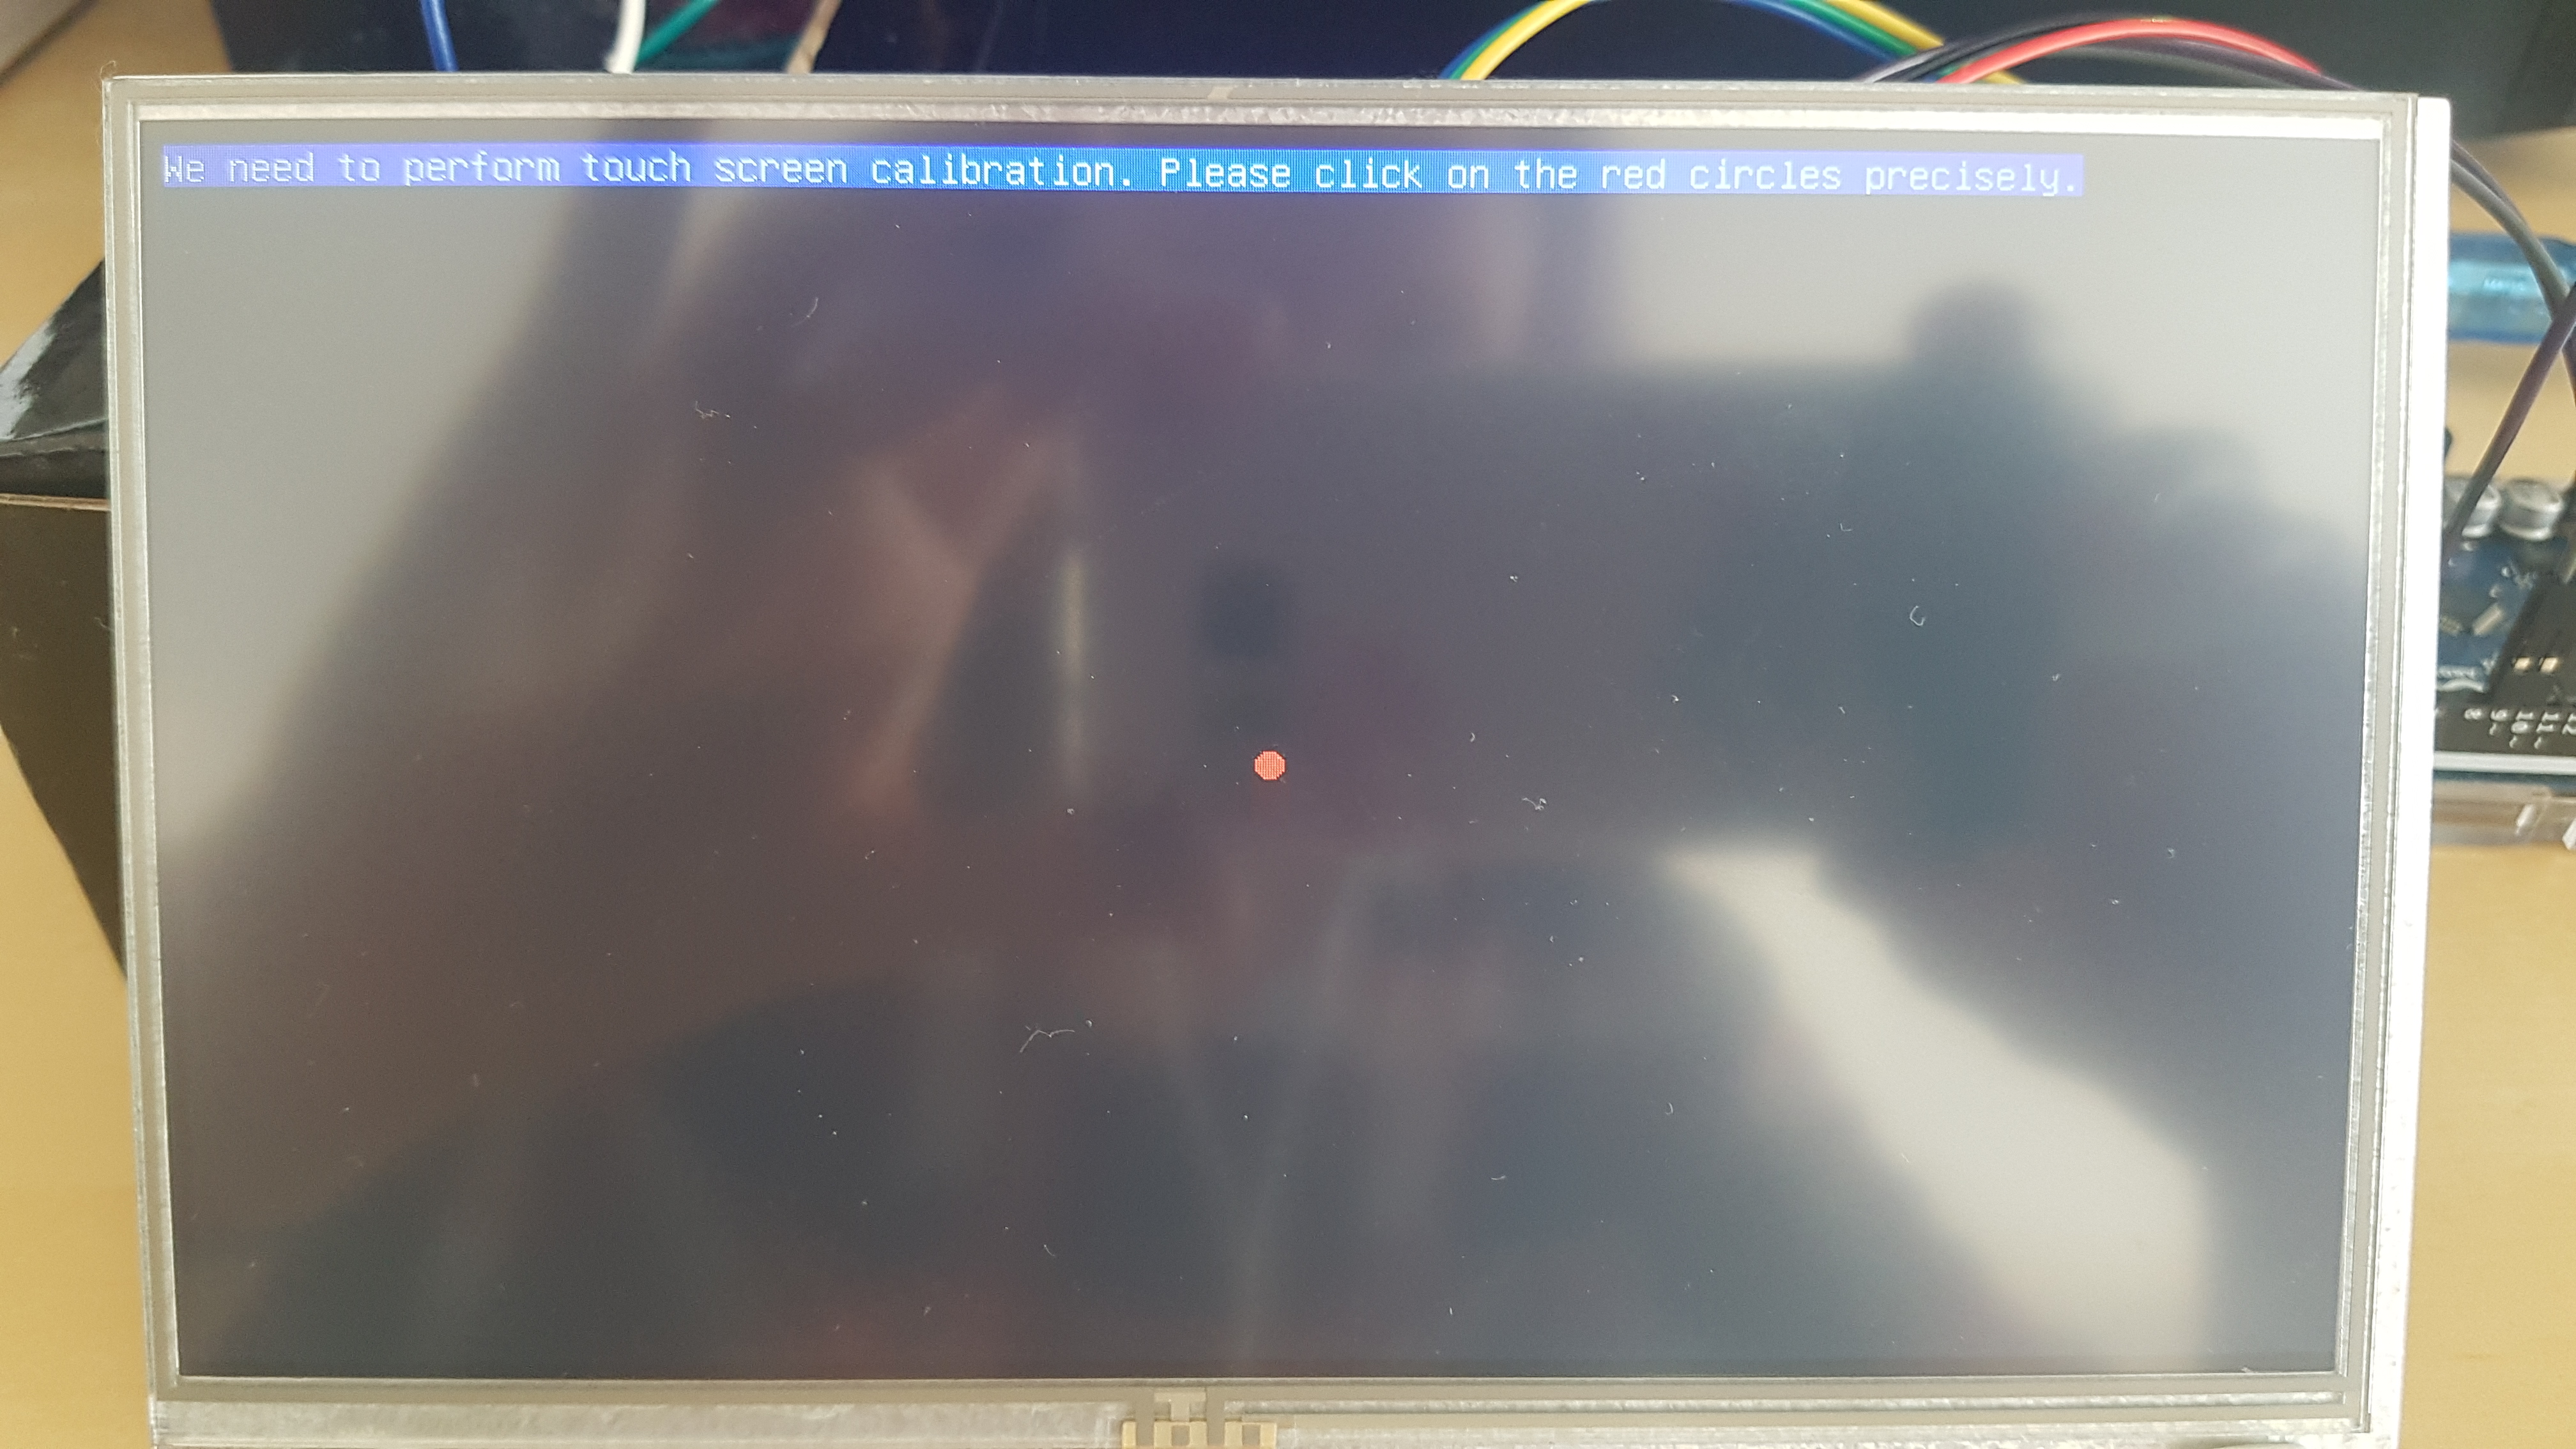 We need to perform touch screen calibration. Please click on the red circles precisely.